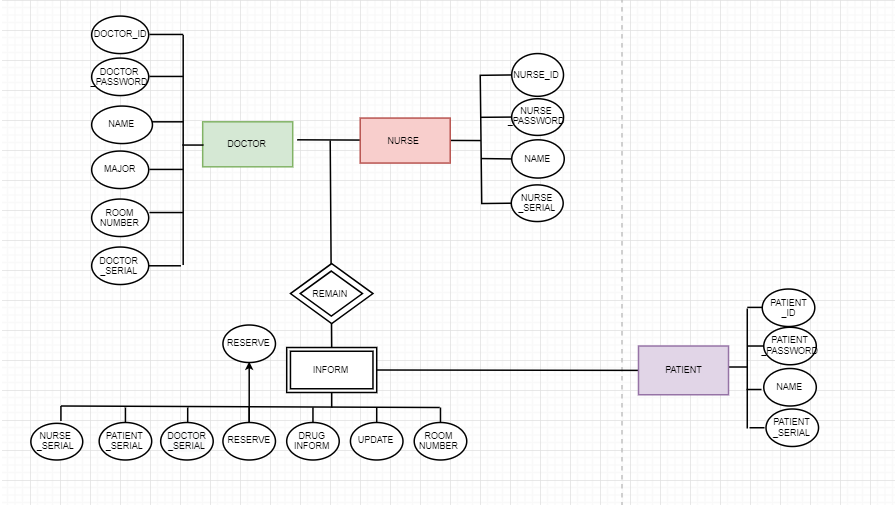 DOCTOR_ID
DOCTOR
_PASSWORD
NAME
MAJOR
ROOM
NUMBER
DOCTOR
_SERIAL
DOCTOR
NURSE
NURSE_ID
NURSE
_PASSWORD
NAME
NURSE
_SERIAL
REMAIN
RESERVE
INFORM
PATIENT
PATIENT
_ID
PATIENT
_PASSWORD
NAME
PATIENT
_SERIAL
NURSE
_SERIAL
PATIENT
_SERIAL
DOCTOR
_SERIAL
RESERVE
DRUG
INFORM
UPDATE
ROOM
NUMBER